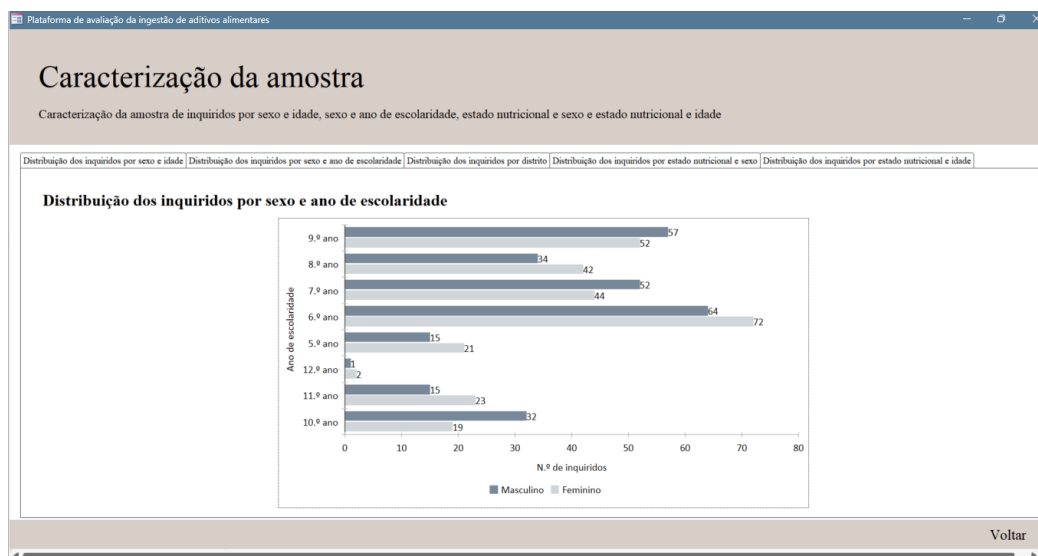 Plataforma de avaliação da ingestão de aditivos alimentares
Caracterização da amostra
Caracterização da amostra de inquiridos por sexo e idade, sexo e ano de escolaridade, estado nutricional e sexo e estado nutricional e idade
Distribuição dos inquiridos por sexo e idade Distribuição dos inquiridos por sexo e ano de escolaridade Distribuição dos inquiridos por distrito Distribuição dos inquiridos por estado nutricional e sexo Distribuição dos inquiridos por estado nutricional e idade
Distribuição dos inquiridos por sexo e ano de escolaridade
Ano de escolaridade
9.º ano 57
52
8.º ano 34
42
7.º ano 52
44
6.º ano 64
72
5.º ano 15
21
12.º ano 1
2
11.º ano 15
23
10.º ano 32
19
0 10 20 30 40 50 60 70 80
N.º de inquiridos
Masculino Feminino
Voltar